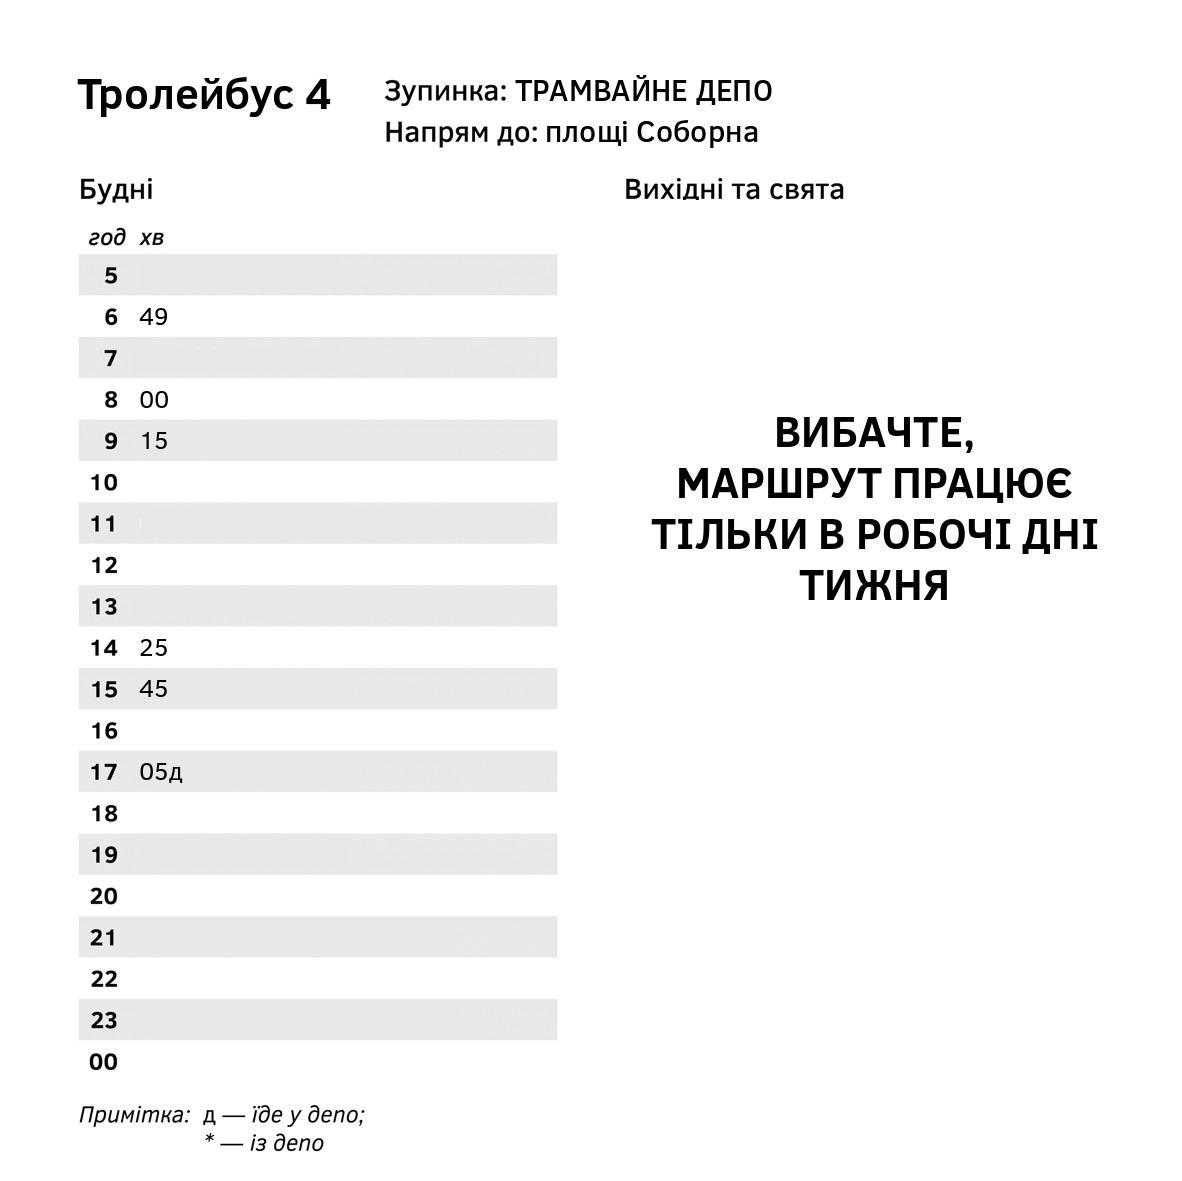 Тролейбус 4
Зупинка: ТРАМВАЙНЕ ДЕПО
Напрям до: площі Соборна
Будні
год хв
5
6 49
7
8 00
9 15
10
11
12
13
14 25
15 45
16
17 05д
18
19
20
21
22
23
00
Вихідні та свята
ВИБАЧТЕ,
МАРШРУТ ПРАЦЮЄ
ТІЛЬКИ В РОБОЧІ ДНІ
ТИЖНЯ
Примітка: д — їде у депо;
* — із депо